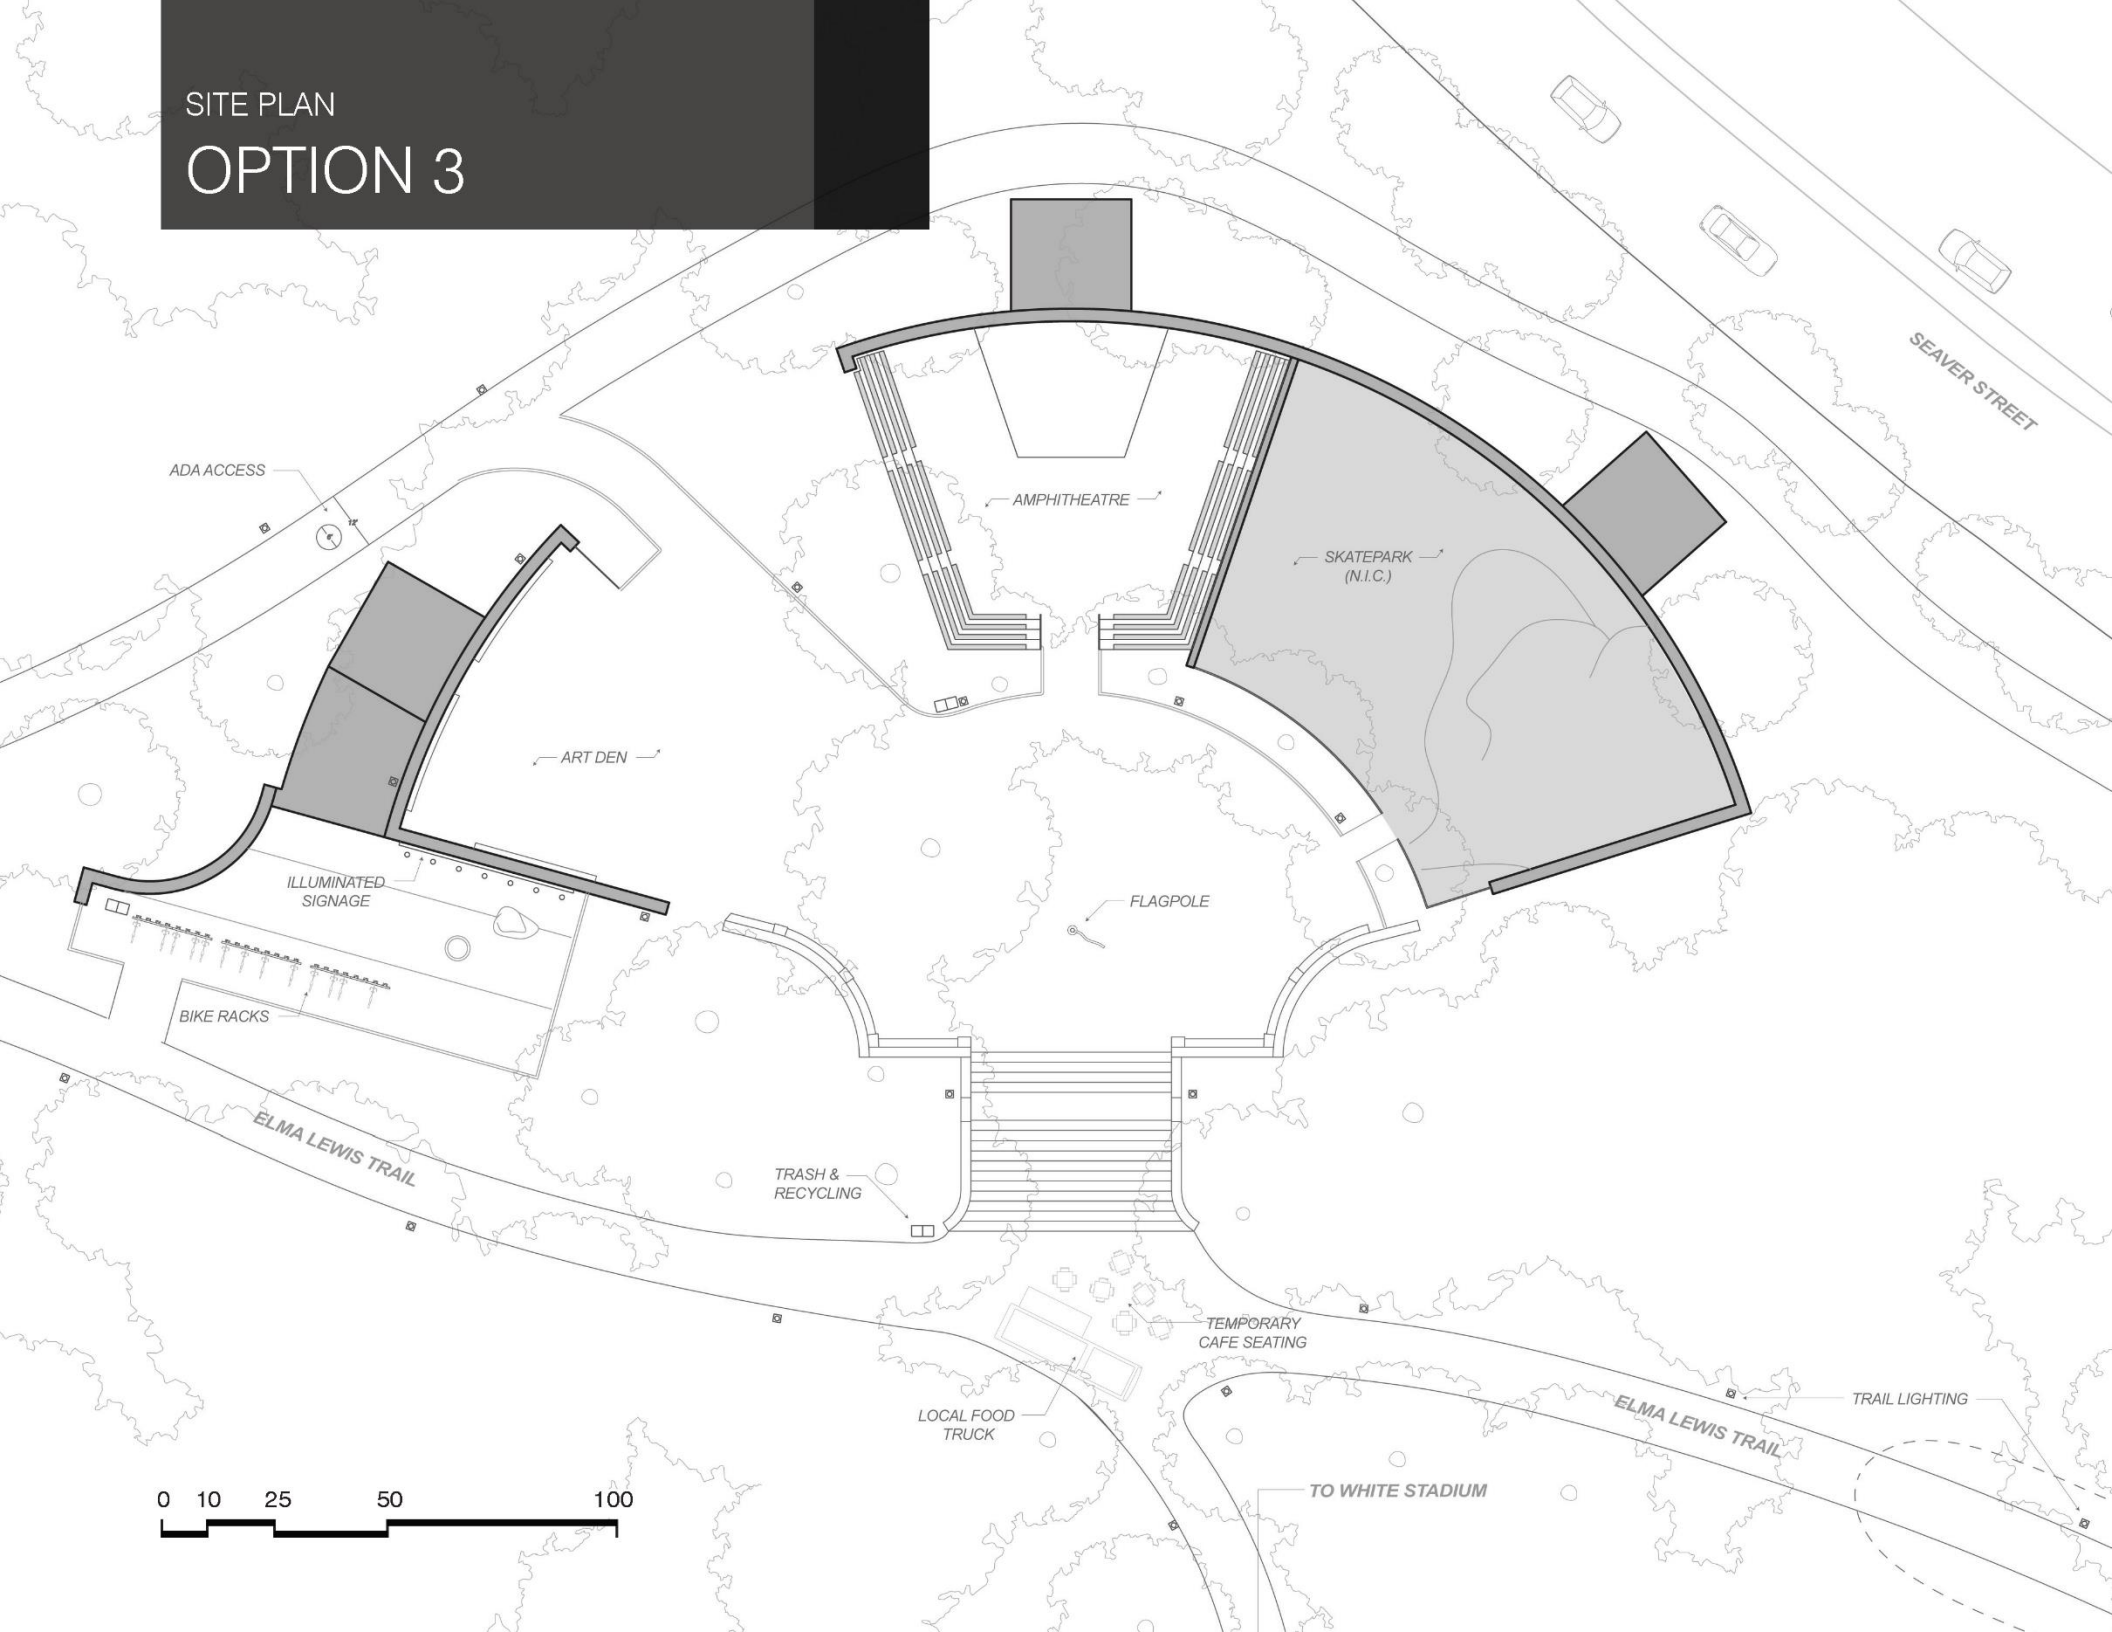 SITE PLAN
OPTION 3
SEAVER STREET
ADA ACCESS
12'
AMPHITHEATRE
SKATEPARK
(N.I.C.)
ART DEN
ILLUMINATED
SIGNAGE
FLAGPOLE
BIKE RACKS
ELMA LEWIS TRAIL
TRASH &
RECYCLING
TEMPORARY
CAFE SEATING
LOCAL FOOD
TRUCK
ELMA LEWIS TRAIL
TRAIL LIGHTING
TO WHITE STADIUM
0 10 25 50 100